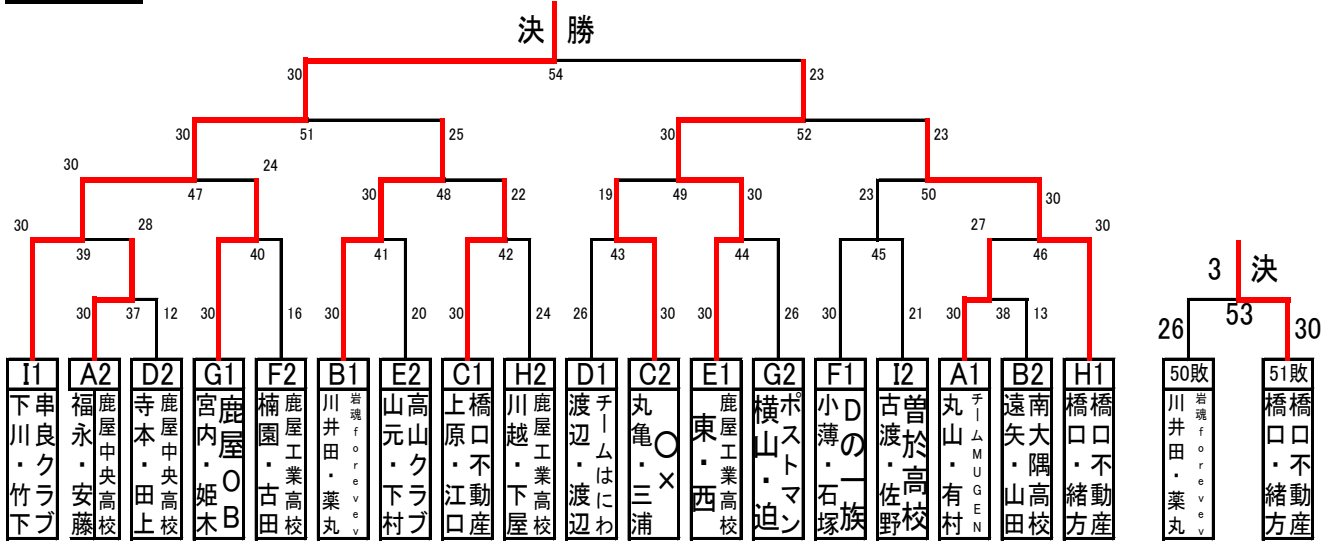 決 勝
30 54 23
30 51 25 30 52 23
30 24
47 30 48 22 19 49 30 23 50 30
30 28 27 30
39 40 41 42 43 44 45 46
30 37 12 30 16 30 20 30 24 26 30 30 26 30 21 30 38 13
3 決
53
26 30
I1 A2 D2 G1 F2 B1 E2 C1 H2 D1 C2 E1 G2 F1 I2 A1 B2 H1 50敗 51敗
串良クラブ
下川・竹下
鹿屋中央高校
福永・安藤
鹿屋中央高校
寺本・田上
鹿屋OB
宮内・姫木
鹿屋工業高校
楠園・古田
岩魂forevev
川井田・薬丸
高山クラブ
山元・下村
橋口不動産
上原・江口
鹿屋工業高校
川越・下屋
チームはにわ
渡辺・渡辺
〇×
丸亀・三浦
鹿屋工業高校
東・西
ポストマン
横山・迫
Dの一族
小薄・石塚
曽於高校
古渡・佐野
チームMUGEN
丸山・有村
南大隅高校
遠矢・山田
橋口不動産
橋口・緒方
岩魂forevev
川井田・薬丸
橋口不動産
橋口・緒方